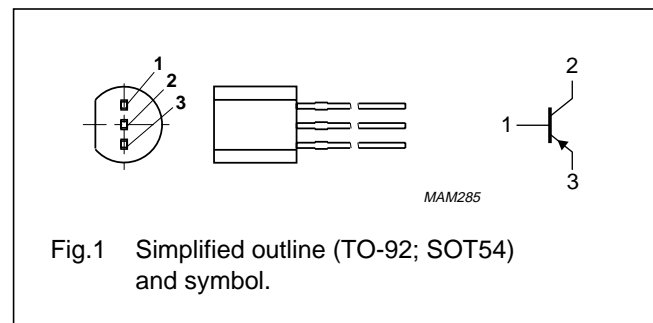 1
2
3
1
2
3
MAM285
Fig.1 Simplified outline (TO-92; SOT54)
and symbol.